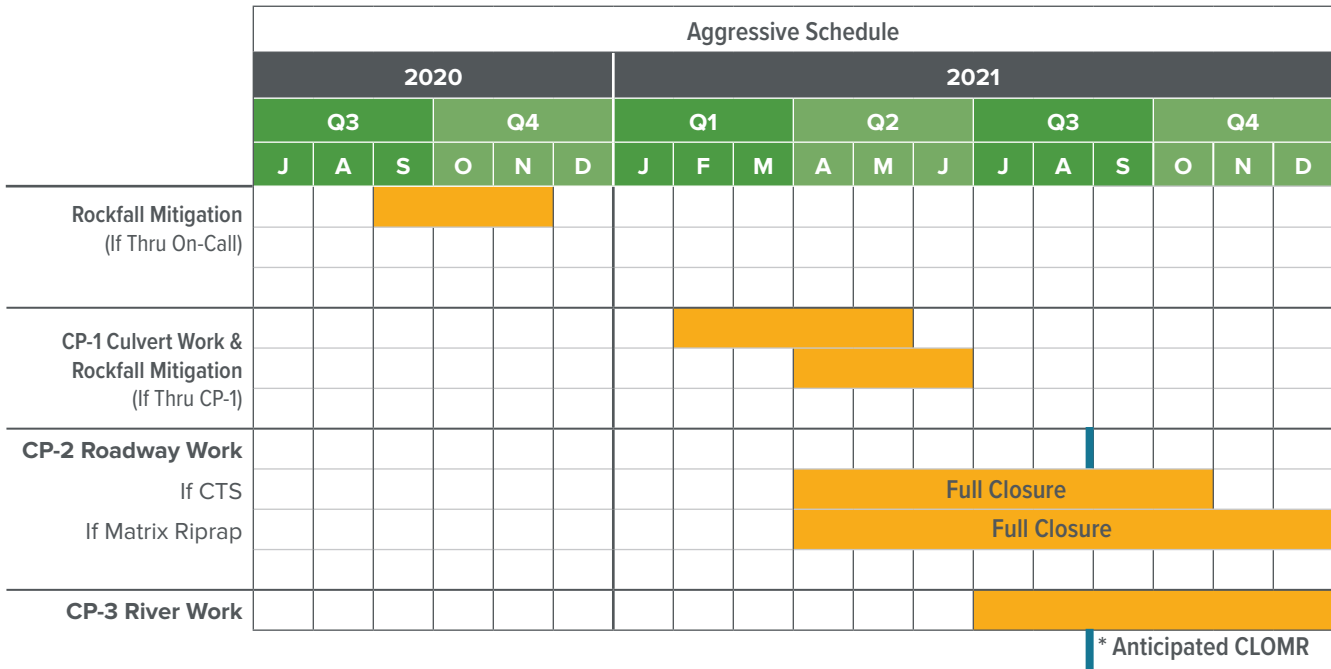 Aggressive Schedule
2020 2021
Q3 Q4 Q1 Q2 Q3 Q4
J A S O N D J F M A M J J A S O N D
Rockfall Mitigation
(If Thru On-Call)
CP-1 Culvert Work &
Rockfall Mitigation
(If Thru CP-1)
CP-2 Roadway Work
If CTS Full Closure
If Matrix Riprap Full Closure
CP-3 River Work
* Anticipated CLOMR